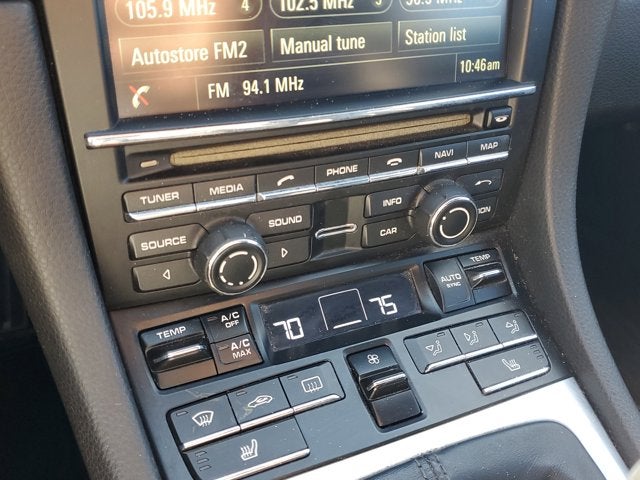 105.9 MHz 4 102.5 MHz
Autostore FM2 Manual tune Station list
FM 94.1 MHz 10:46am
TUNER MEDIA PHONE NAVI MAP
SOURCE SOUND INFO
CAR
TEMP A/C OFF 70 75 AUTO SYNC TEMP
A/C MAX